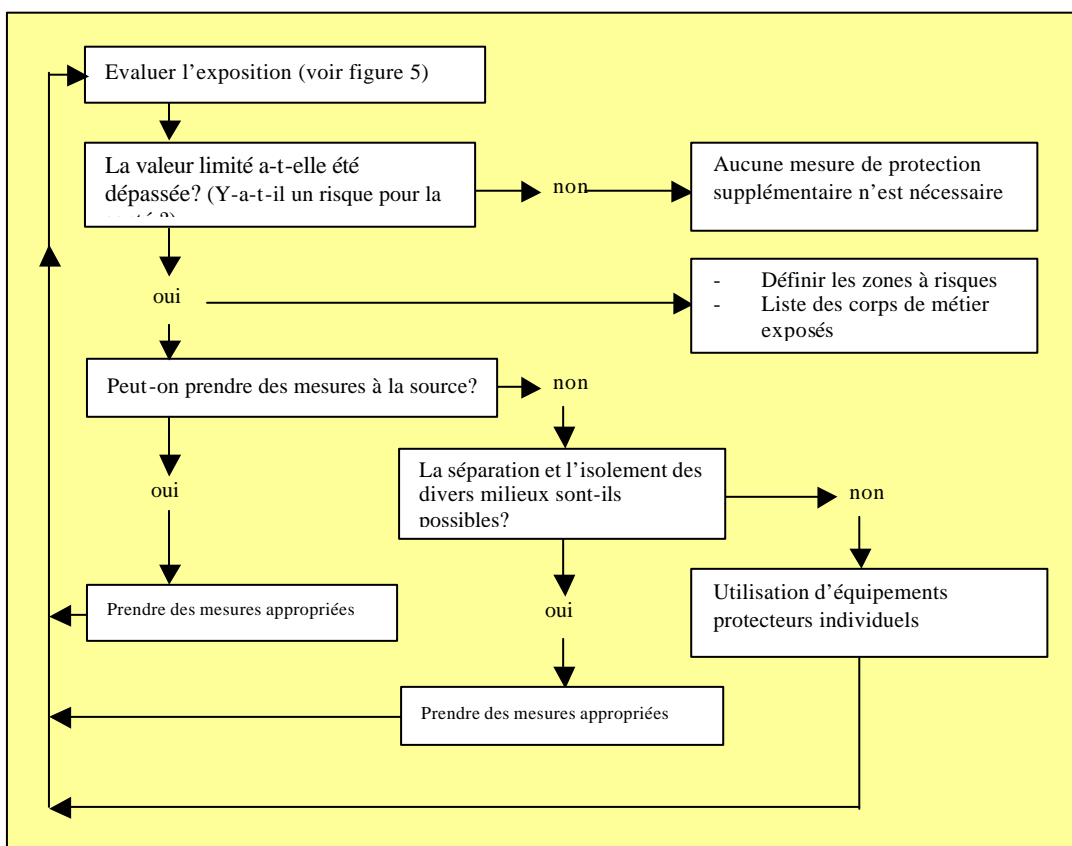 Evaluer l’exposition (voir figure 5)
La valeur limité a-t-elle été
dépassée? (Y-a-t-il un risque pour la
non
Aucune mesure de protection
supplémentaire n’est nécessaire
oui
- Définir les zones à risques
- Liste des corps de métier
exposés
Peut-on prendre des mesures à la source?
non
oui
La séparation et l’isolement des
divers milieux sont-ils
possibles?
non
oui
Prendre des mesures appropriées
Utilisation d’équipements
protecteurs individuels
Prendre des mesures appropriées